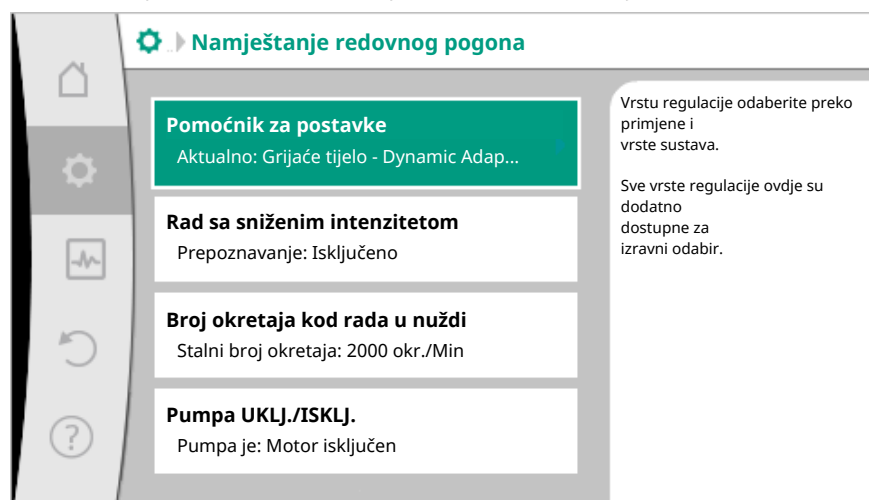 Namještanje redovnog pogona
Pomoćnik za postavke
Aktualno: Grijaće tijelo - Dynamic Adap...
Rad sa sniženim intenzitetom
Prepoznavanje: Isključeno
Broj okretaja kod rada u nuždi
Stalni broj okretaja: 2000 okr./Min
Pumpa UKLJ./ISKLJ.
Pumpa je: Motor isključen
Vrstu regulacije odaberite preko
primjene i
vrste sustava.
Sve vrste regulacije ovdje su
dodatno
dostupne za
izravni odabir.